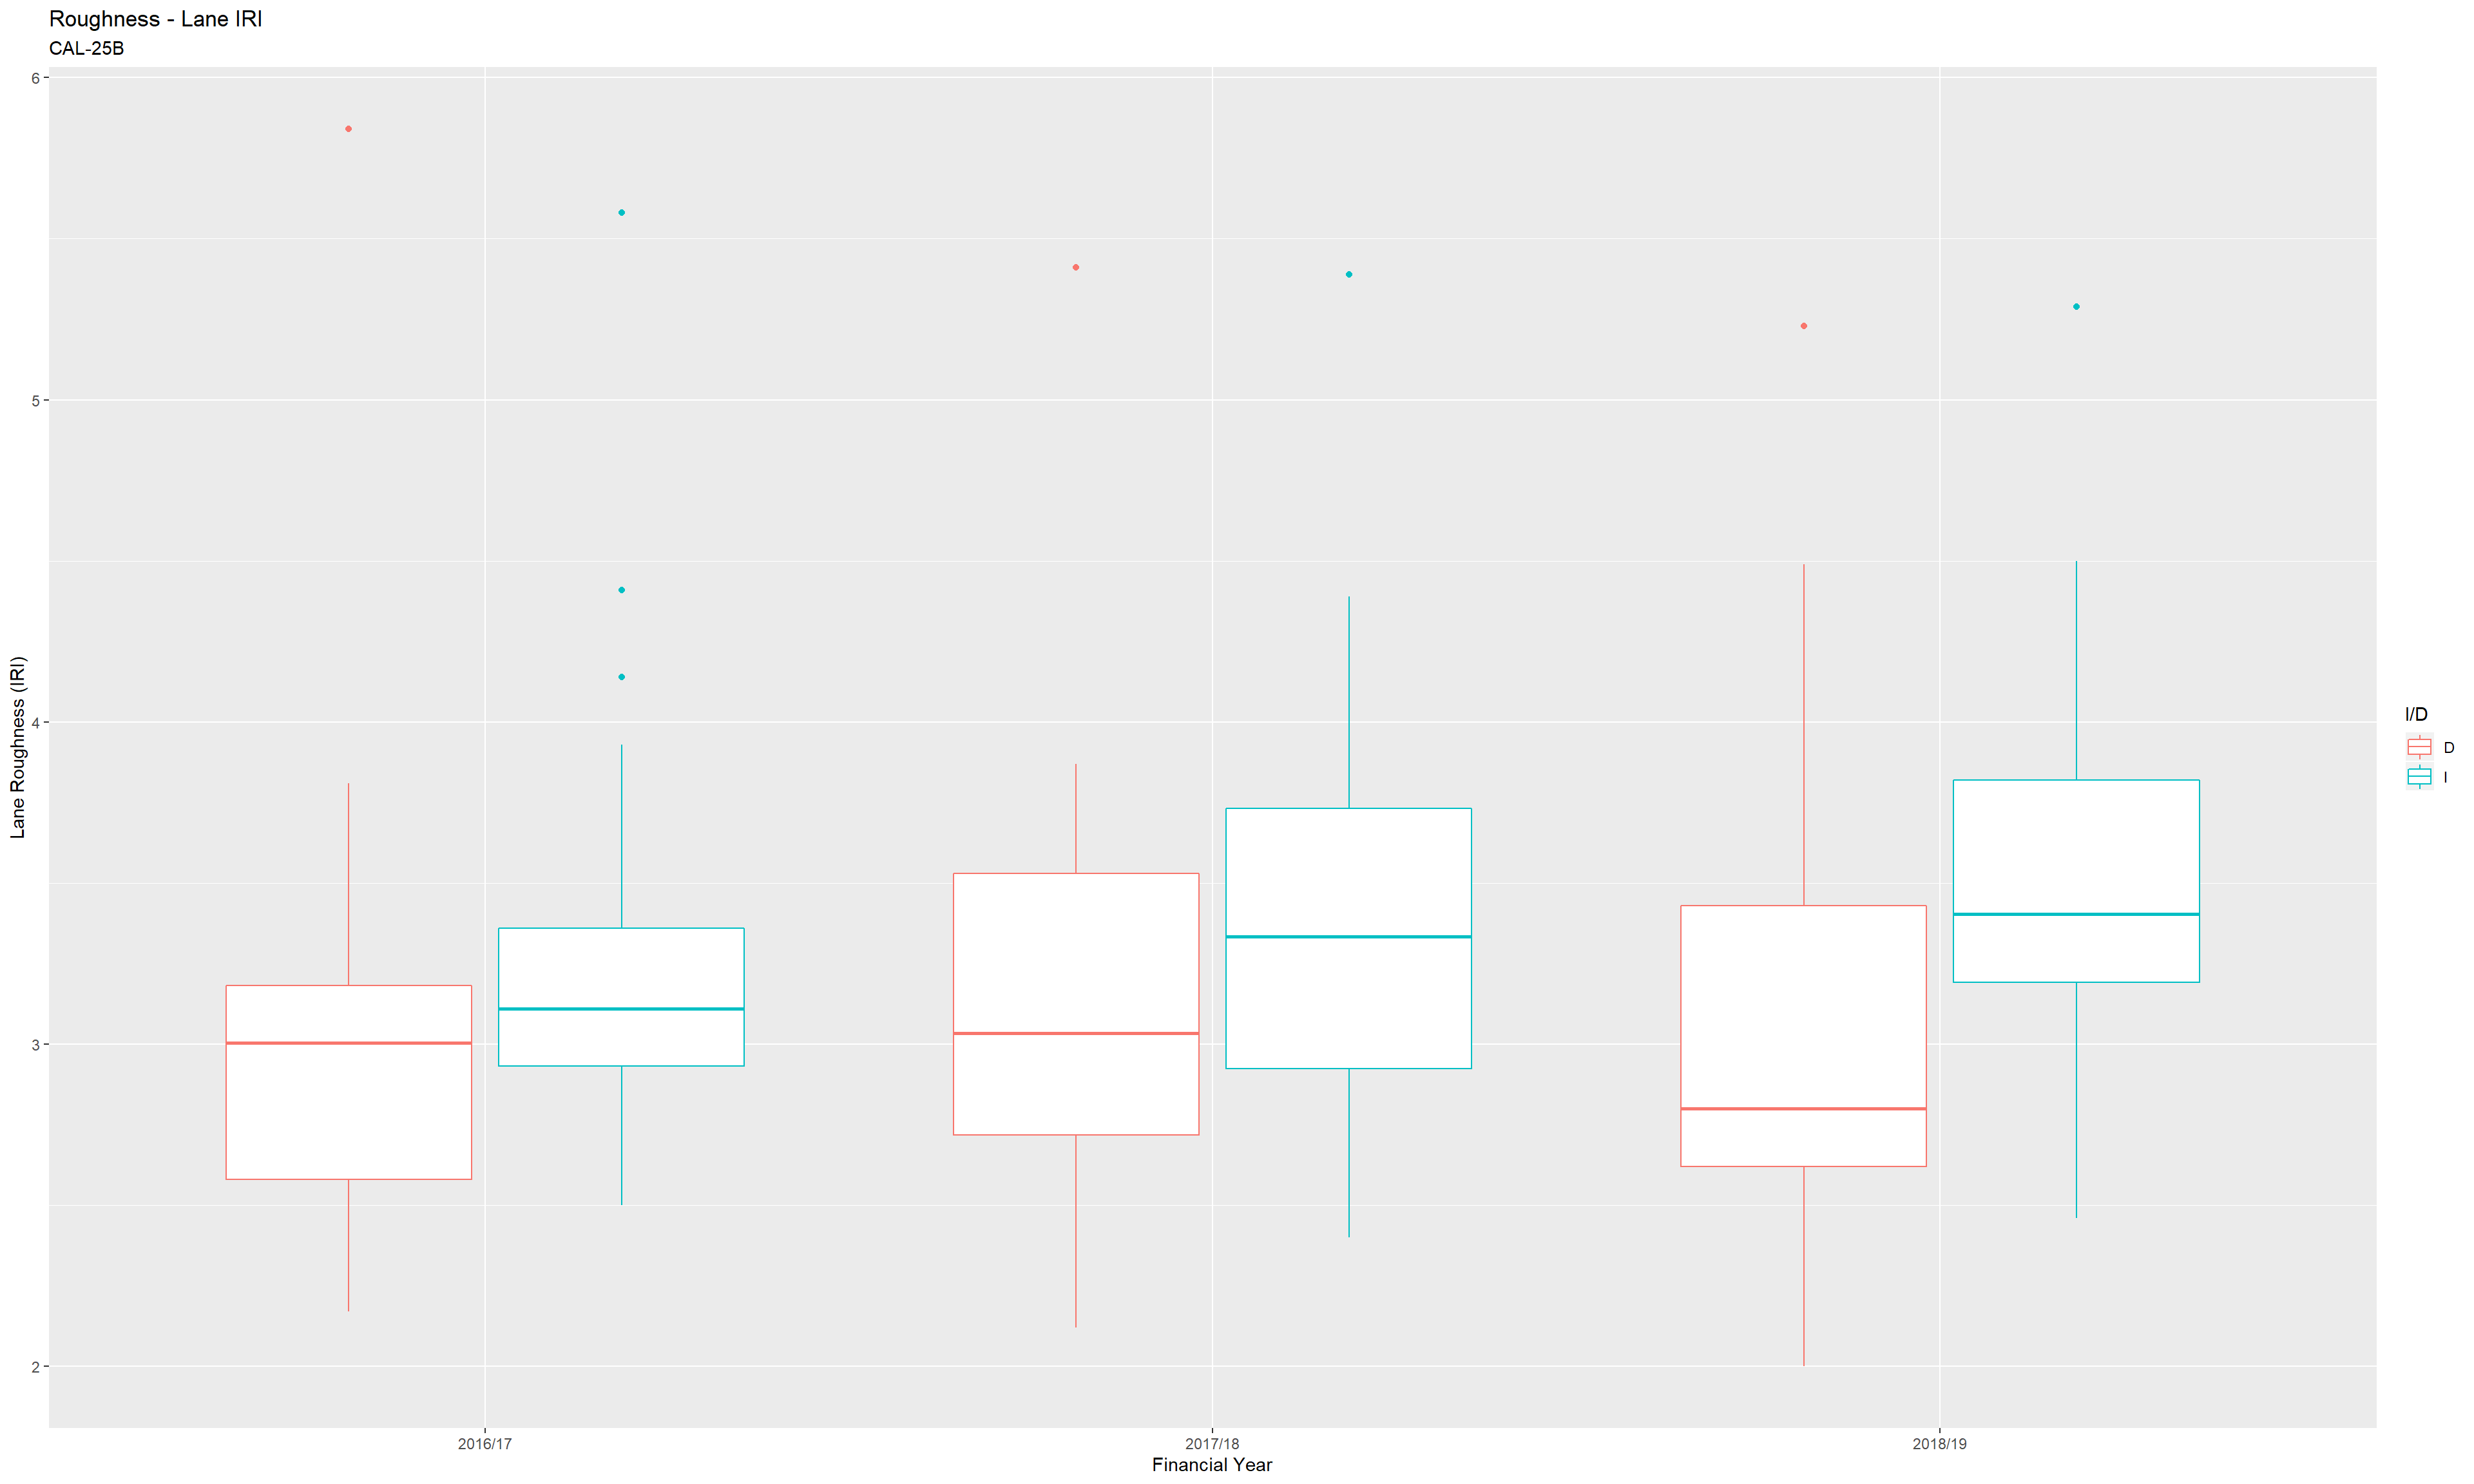 Roughness - Lane IRI
CAL-25B
6
5
4
3
2
Lane Roughness (IRI)
2016/17
2017/18
2018/19
Financial Year
I/D
D
I